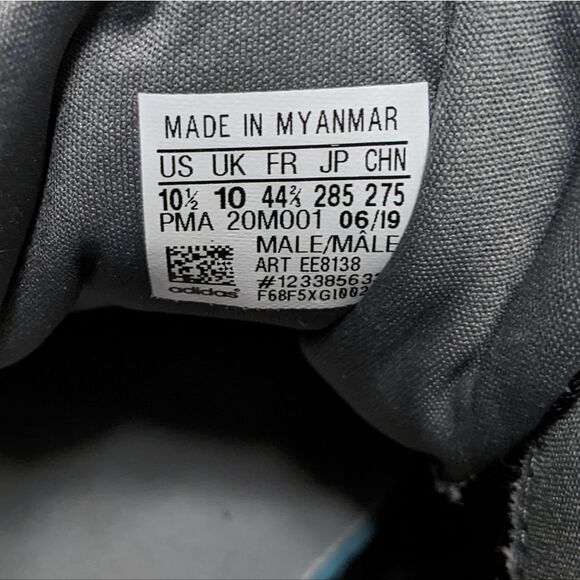 MADE IN MYANMAR
US UK FR JP CHN
10½ 10 44⅔ 285 275
PMA 20M001 06/19
MALE/MÂLE
ART EE8138
adidas